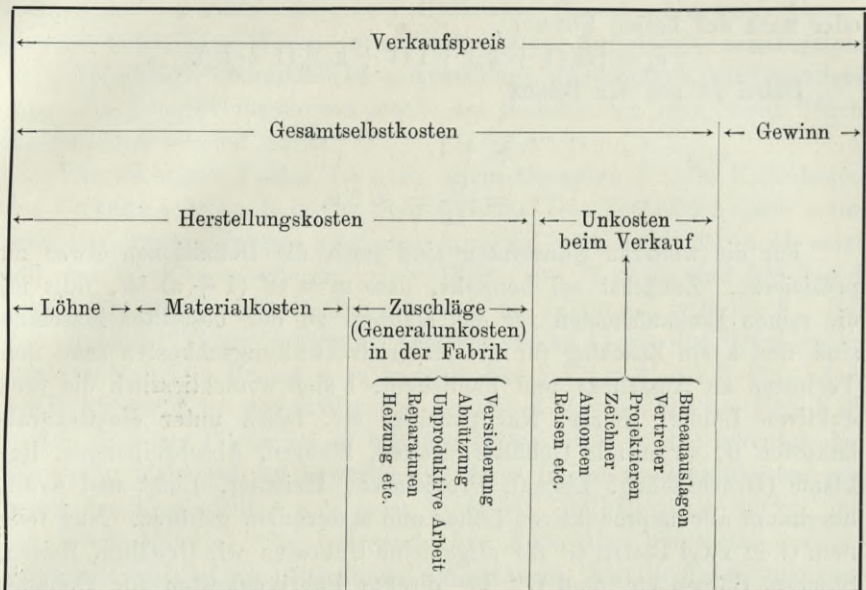 Verkaufspreis
Gesamtselbstkosten Gewinn
Herstellungskosten Unkosten
beim Verkauf
Löhne Materialkosten Zuschläge
(Generalunkosten)
in der Fabrik
Versicherung
Abnützung
Unproduktive Arbeit
Reparaturen
Heizung etc.
Bureauauslagen
Vertreter
Projektieren
Zeichner
Annoncen
Reisen etc.